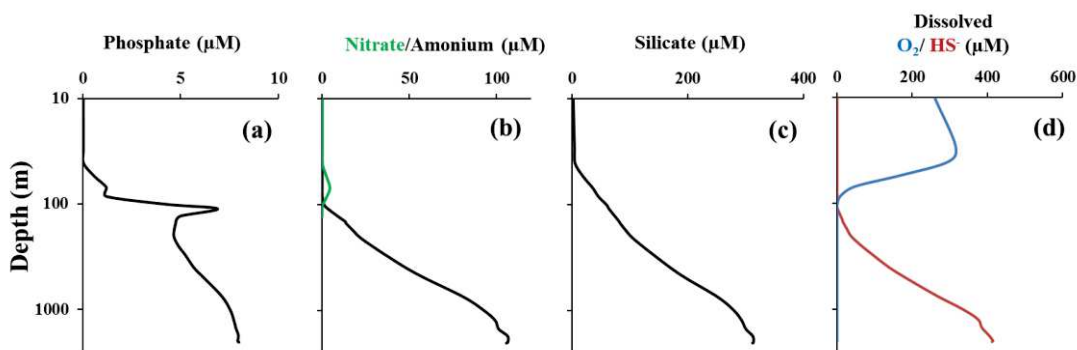 Phosphate (µM)
0 5 10
Nitrate/Amonium (µM)
0 50 100
Silicate (µM)
0 200 400
Dissolved
O₂/ HS⁻ (µM)
0 200 400 600
10
100
1000
Depth (m)
(a)
(b)
(c)
(d)